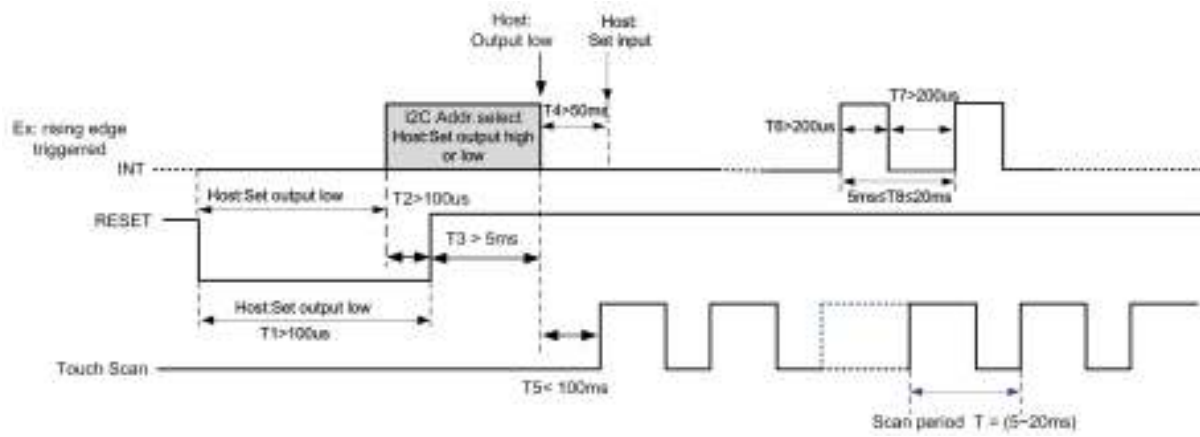 Host:
Output low
Host:
Set input
T4>50ms
T7>200us
I2C Addr. select
Host:Set output high
or low
T6>200us
Ex: rising edge
triggerred
INT
Host:Set output low
T2>100us
5ms≤T8≤20ms
RESET
T3 > 5ms
Host:Set output low
T1>100us
Touch Scan
T5< 100ms
Scan period T = (5~20ms)